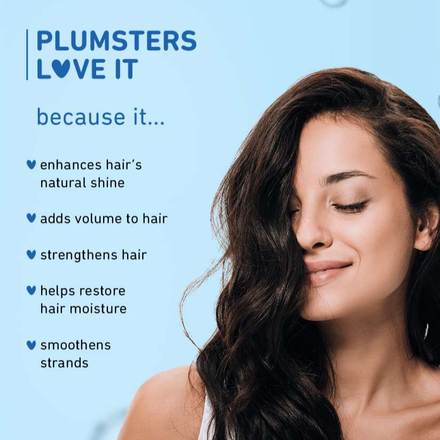 PLUMSTERS
LOVE IT
because it...
enhances hair's
natural shine
adds volume to hair
strengthens hair
helps restore
hair moisture
smoothens
strands